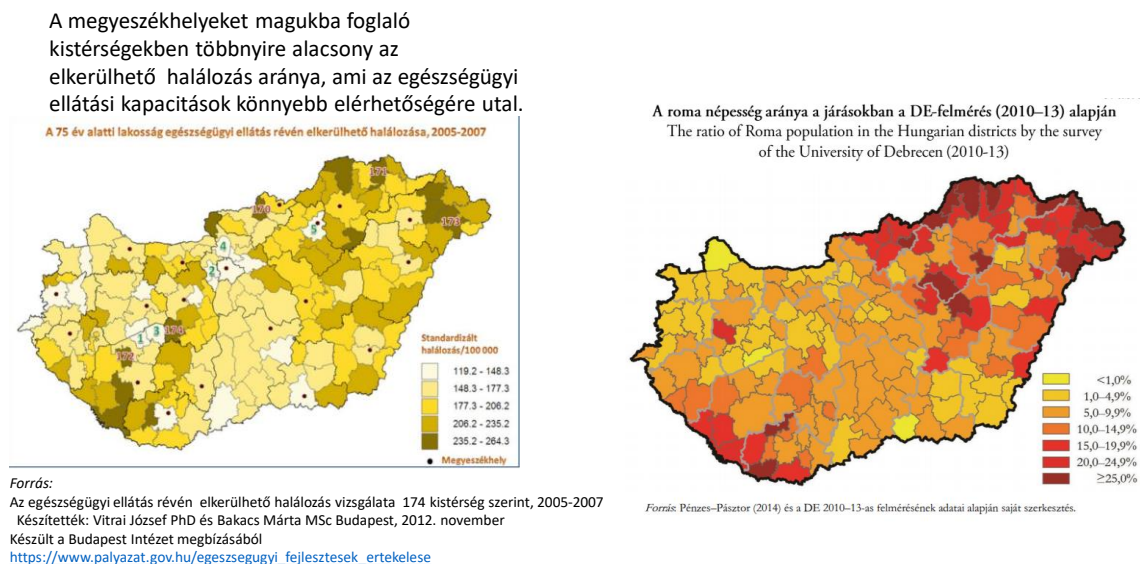 A megyeszékhelyeket magukba foglaló
kistérségekben többnyire alacsony az
elkerülhető halálozás aránya, ami az egészségügyi
ellátási kapacitások könnyebb elérhetőségére utal.
A 75 év alatti lakosság egészségügyi ellátás révén elkerülhető halálozása, 2005-2007
171
170
173
5
4
2
3
174
1
172
Standardizált
halálozás/100 000
119.2 - 148.3
148.3 - 177.3
177.3 - 206.2
206.2 - 235.2
235.2 - 264.3
Megyeszékhely
Forrás:
Az egészségügyi ellátás révén elkerülhető halálozás vizsgálata 174 kistérség szerint, 2005-2007
Készítették: Vitrai József PhD és Bakacs Márta MSc Budapest, 2012. november
Készült a Budapest Intézet megbízásából
https://www.palyazat.gov.hu/egeszsegugyi_fejlesztesek_ertekelese
A roma népesség aránya a járásokban a DE-felmérés (2010–13) alapján
The ratio of Roma population in the Hungarian districts by the survey
of the University of Debrecen (2010-13)
<1,0%
1,0–4,9%
5,0–9,9%
10,0–14,9%
15,0–19,9%
20,0–24,9%
≥25,0%
Forrás: Pénzes–Pásztor (2014) és a DE 2010–13-as felmérésének adatai alapján saját szerkesztés.